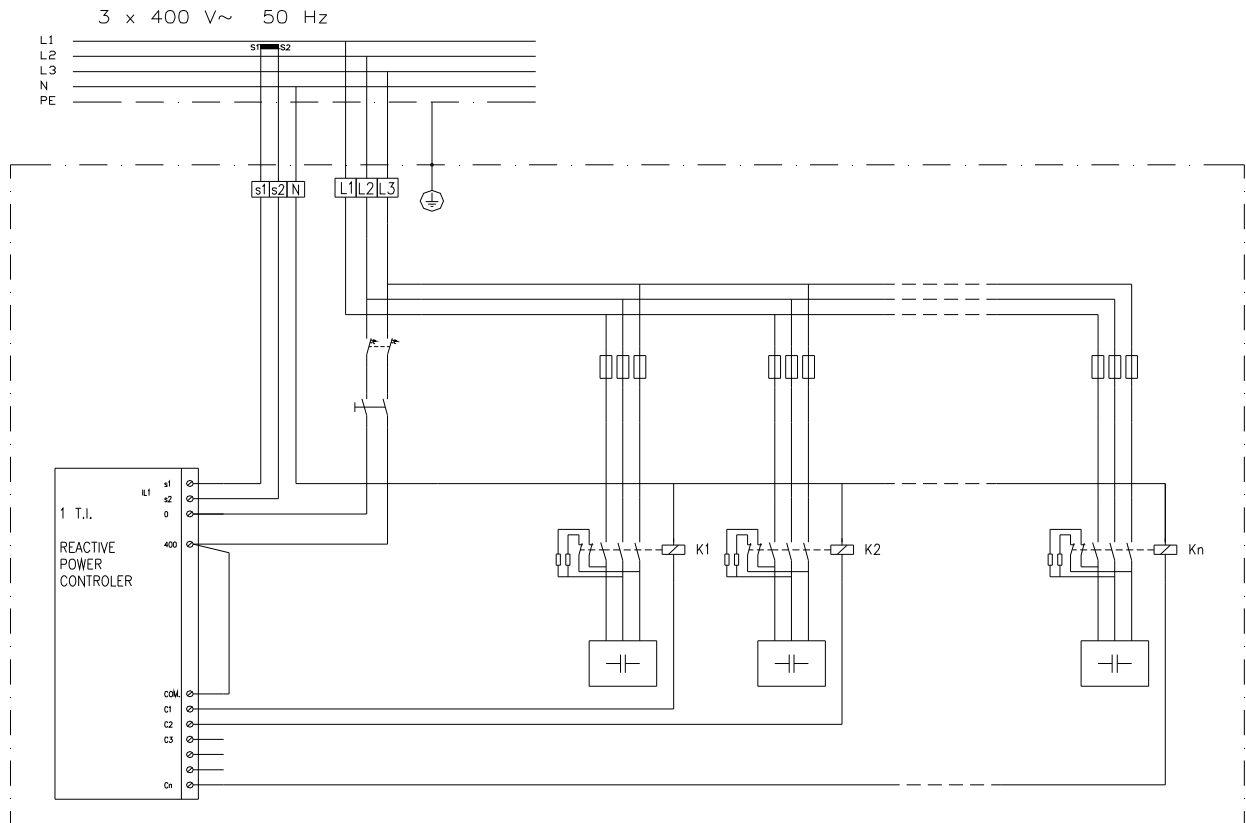 3 x 400 V~ 50 Hz
L1
S1 S2
L2
L3
N
PE
s1 s2 N L1 L2 L3
s1
IL1
s2
1 T.I.
0
REACTIVE
POWER
CONTROLER
400
K1 K2 Kn
COM.
C1
C2
C3
Cn